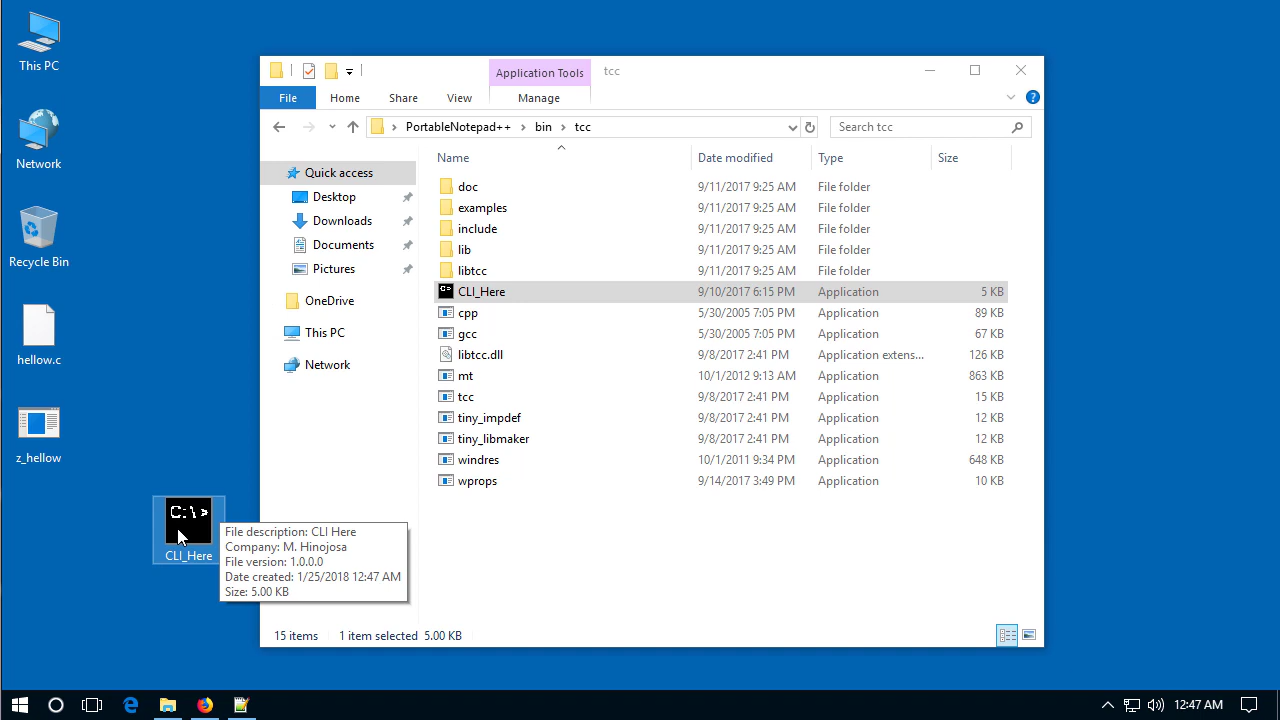 This PC
Network
Recycle Bin
hellow.c
z_hellow
C:\>
CLI_Here
File description: CLI Here
Company: M. Hinojosa
File version: 1.0.0.0
Date created: 1/25/2018 12:47 AM
Size: 5.00 KB
Application Tools
tcc
File
Home
Share
View
Manage
?
PortableNotepad++ > bin > tcc
Search tcc
Quick access
Desktop
Downloads
Documents
Pictures
OneDrive
This PC
Network
Name Date modified Type Size
doc 9/11/2017 9:25 AM File folder
examples 9/11/2017 9:25 AM File folder
include 9/11/2017 9:25 AM File folder
lib 9/11/2017 9:25 AM File folder
libtcc 9/11/2017 9:25 AM File folder
CLI_Here 9/10/2017 6:15 PM Application 5 KB
cpp 5/30/2005 7:05 PM Application 89 KB
gcc 5/30/2005 7:05 PM Application 67 KB
libtcc.dll 9/8/2017 2:41 PM Application extens... 126 KB
mt 10/1/2012 9:13 AM Application 863 KB
tcc 9/8/2017 2:41 PM Application 15 KB
tiny_impdef 9/8/2017 2:41 PM Application 12 KB
tiny_libmaker 9/8/2017 2:41 PM Application 12 KB
windres 10/1/2011 9:34 PM Application 648 KB
wprops 9/14/2017 3:49 PM Application 10 KB
15 items 1 item selected 5.00 KB
12:47 AM